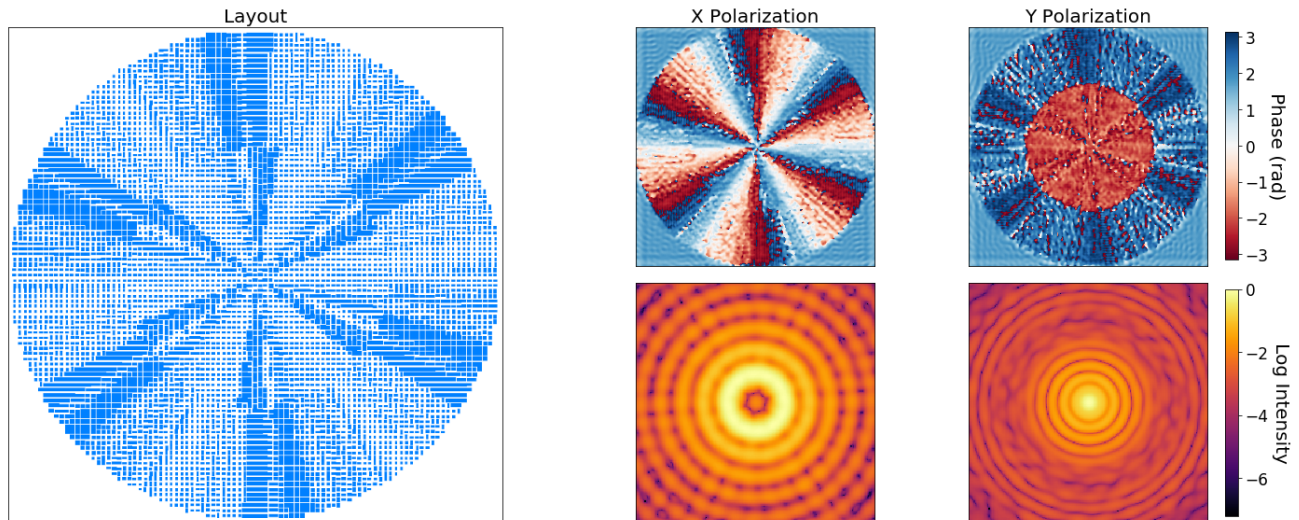 Layout
X Polarization
Y Polarization
3
2
1
0
−1
−2
−3
Phase (rad)
0
−2
−4
−6
Log Intensity